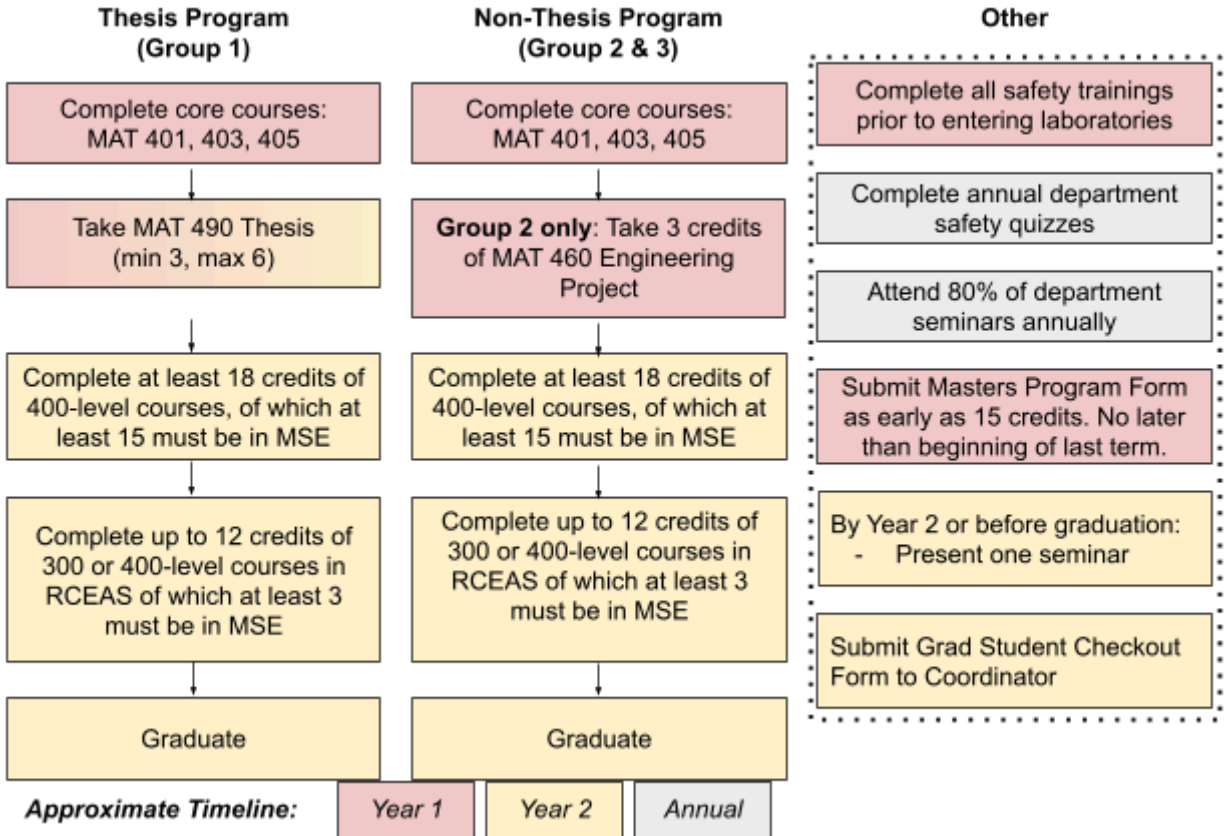 Thesis Program
(Group 1)
Complete core courses:
MAT 401, 403, 405
Take MAT 490 Thesis
(min 3, max 6)
Complete at least 18 credits of
400-level courses, of which at
least 15 must be in MSE
Complete up to 12 credits of
300 or 400-level courses in
RCEAS of which at least 3
must be in MSE
Graduate
Non-Thesis Program
(Group 2 & 3)
Complete core courses:
MAT 401, 403, 405
Group 2 only: Take 3 credits
of MAT 460 Engineering
Project
Complete at least 18 credits of
400-level courses, of which at
least 15 must be in MSE
Complete up to 12 credits of
300 or 400-level courses in
RCEAS of which at least 3
must be in MSE
Graduate
Other
Complete all safety trainings
prior to entering laboratories
Complete annual department
safety quizzes
Attend 80% of department
seminars annually
Submit Masters Program Form
as early as 15 credits. No later
than beginning of last term.
By Year 2 or before graduation:
- Present one seminar
Submit Grad Student Checkout
Form to Coordinator
Approximate Timeline:
Year 1
Year 2
Annual